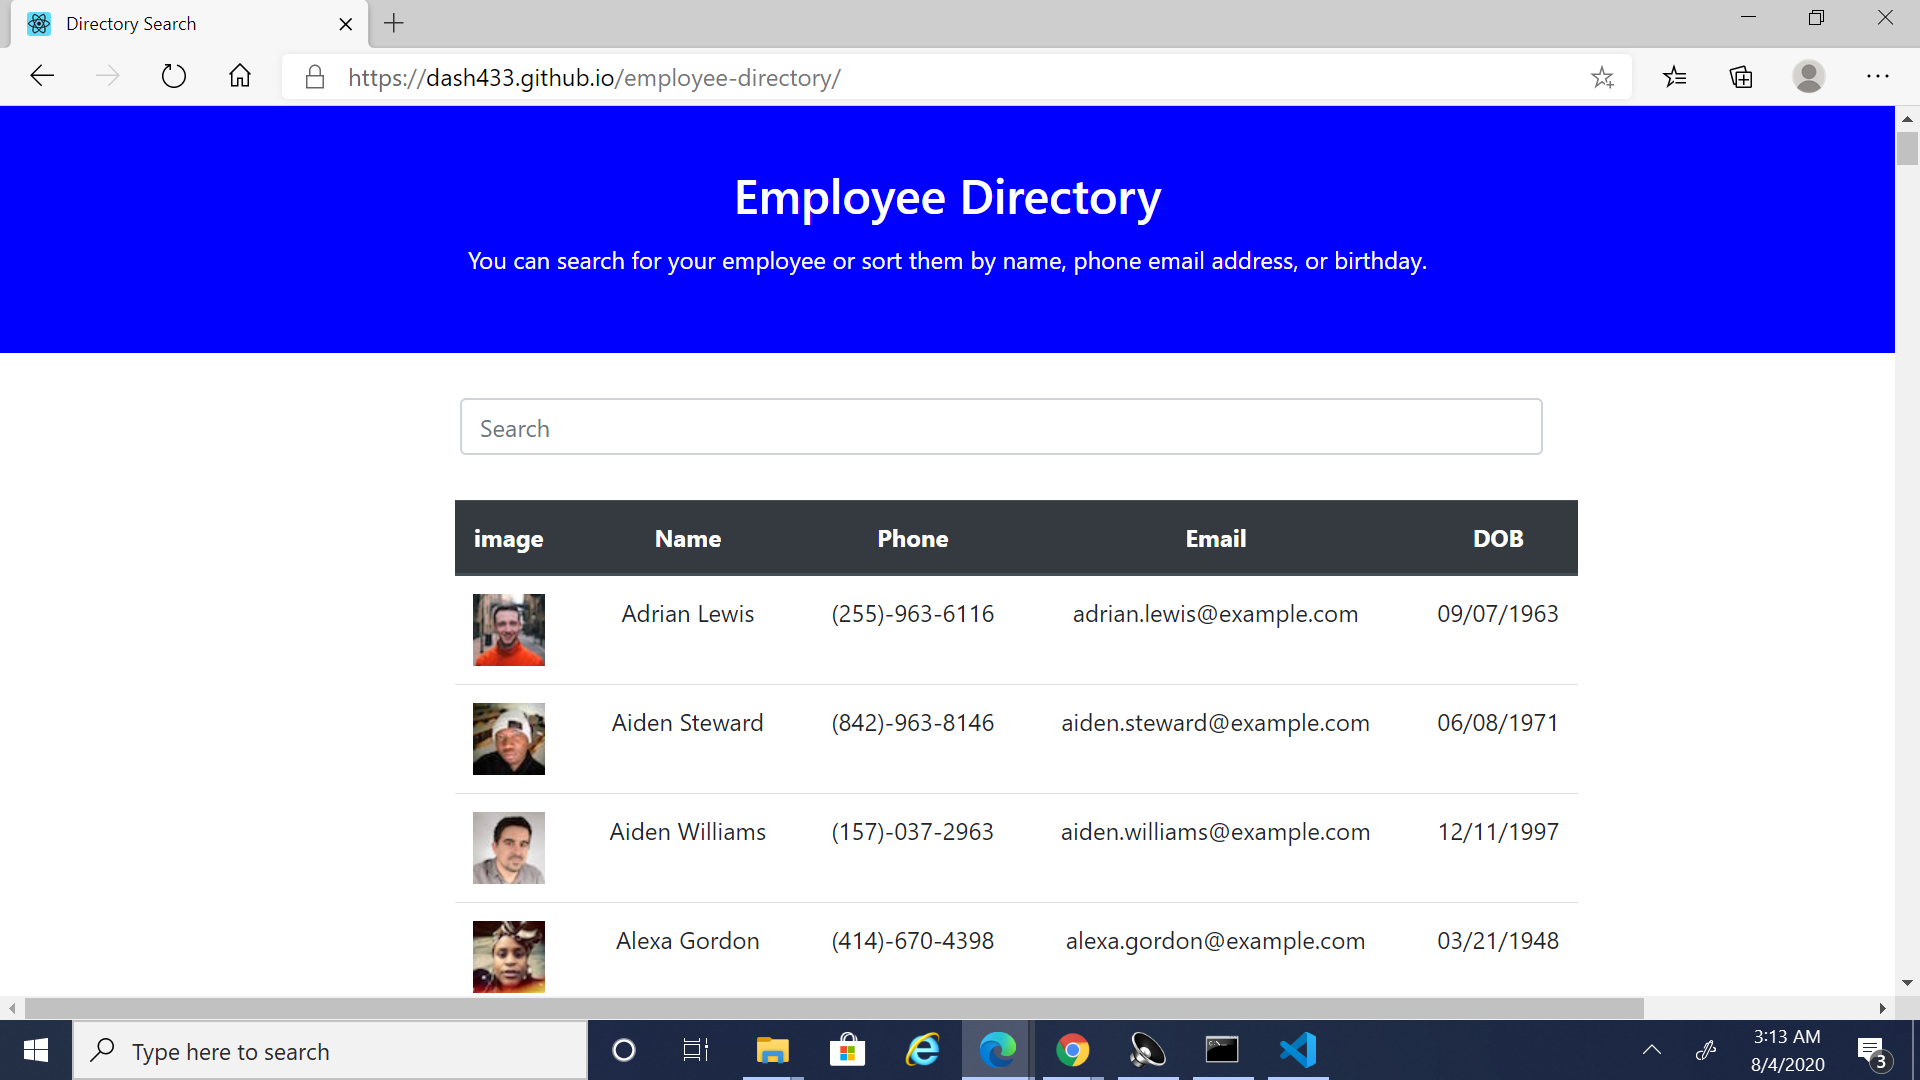 Directory Search
https://dash433.github.io/employee-directory/
Employee Directory
You can search for your employee or sort them by name, phone email address, or birthday.
Search
image Name Phone Email DOB
Adrian Lewis (255)-963-6116 adrian.lewis@example.com 09/07/1963
Aiden Steward (842)-963-8146 aiden.steward@example.com 06/08/1971
Aiden Williams (157)-037-2963 aiden.williams@example.com 12/11/1997
Alexa Gordon (414)-670-4398 alexa.gordon@example.com 03/21/1948
Type here to search
3:13 AM
8/4/2020
3